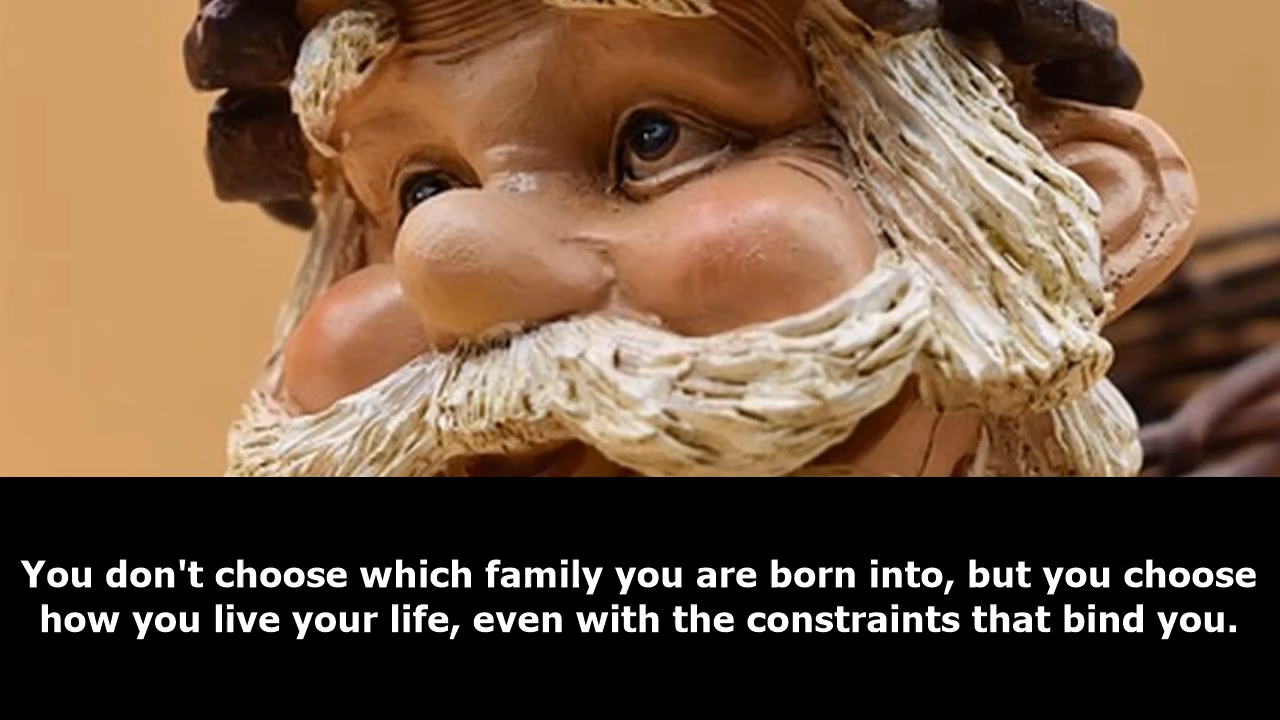 You don't choose which family you are born into, but you choose
how you live your life, even with the constraints that bind you.